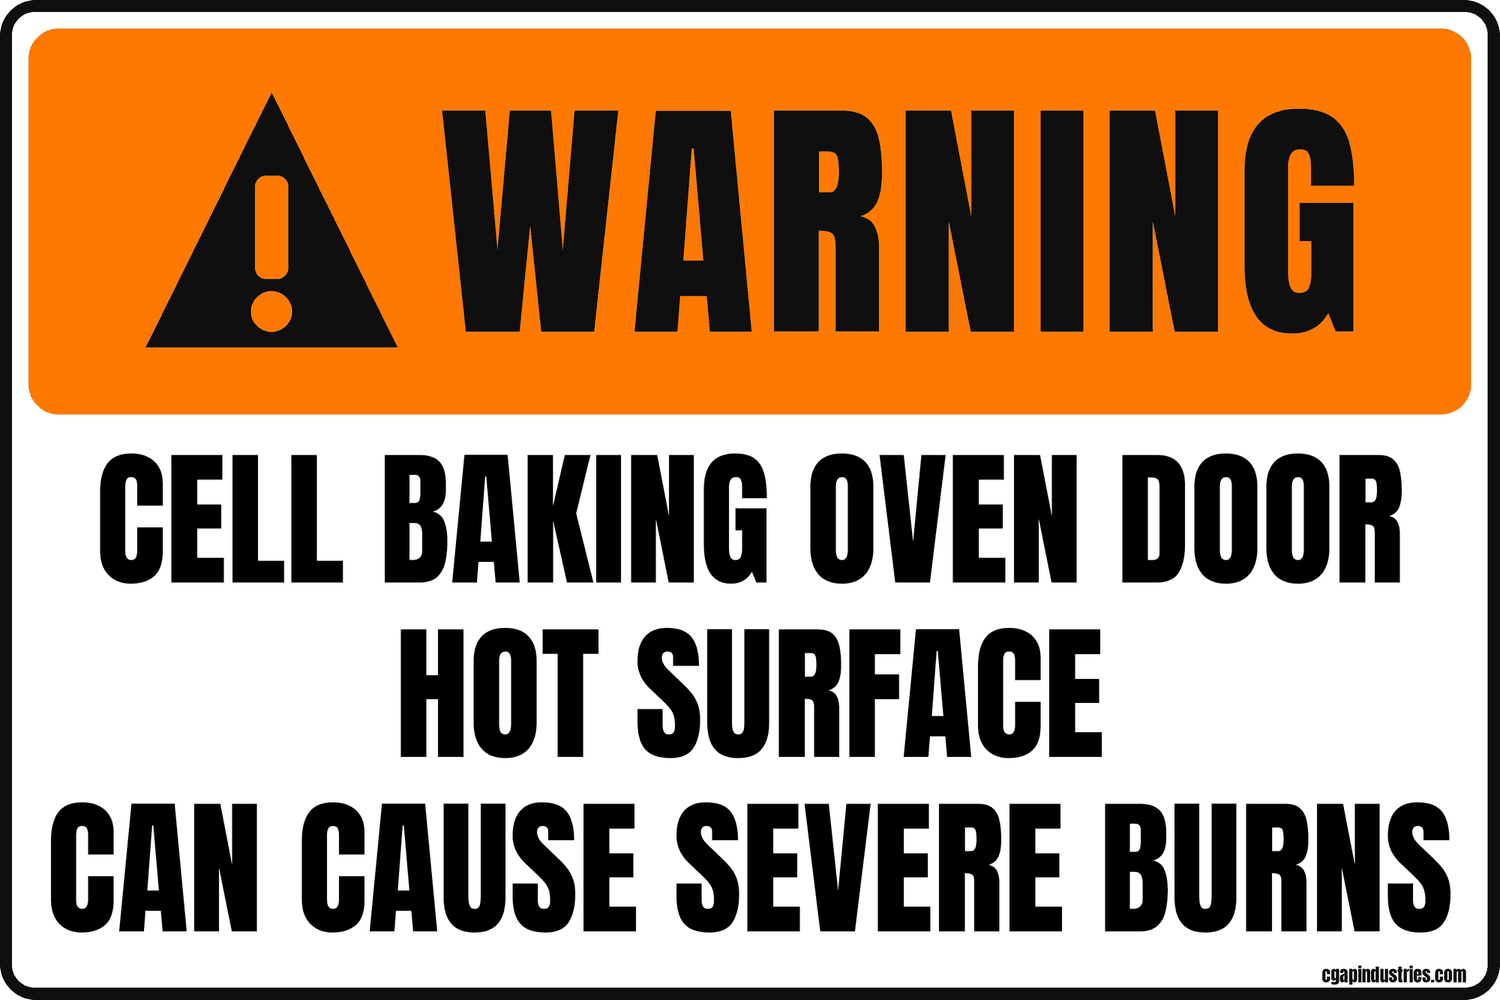 WARNING
CELL BAKING OVEN DOOR
HOT SURFACE
CAN CAUSE SEVERE BURNS
cgapindustries.com